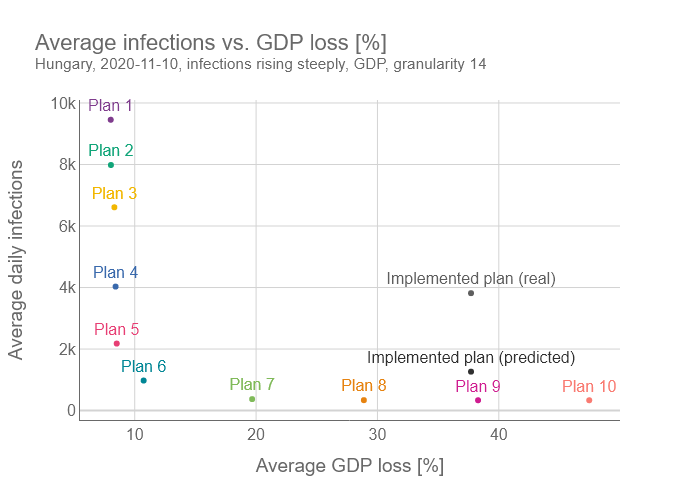 Average infections vs. GDP loss [%]
Hungary, 2020-11-10, infections rising steeply, GDP, granularity 14
Average daily infections
10k
8k
6k
4k
2k
0
Plan 1
Plan 2
Plan 3
Plan 4
Implemented plan (real)
Plan 5
Implemented plan (predicted)
Plan 6
Plan 7
Plan 8
Plan 9
Plan 10
10
20
30
40
Average GDP loss [%]